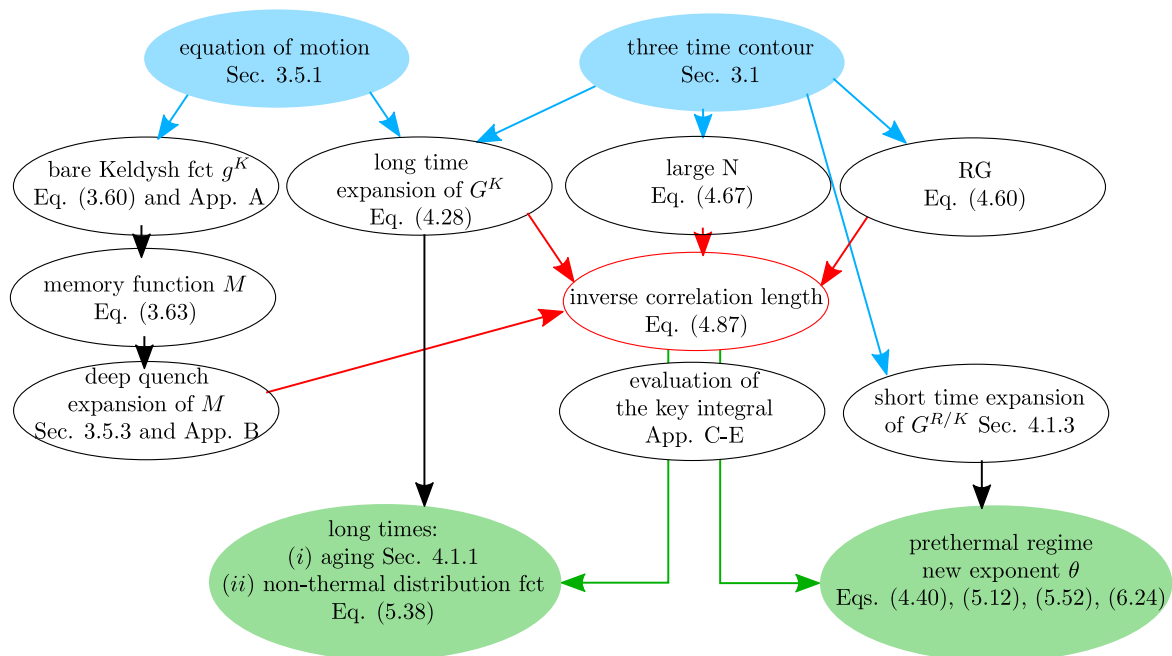 equation of motion
Sec. 3.5.1
three time contour
Sec. 3.1
bare Keldysh fct g^K
Eq. (3.60) and App. A
long time
expansion of G^K
Eq. (4.28)
large N
Eq. (4.67)
RG
Eq. (4.60)
memory function M
Eq. (3.63)
inverse correlation length
Eq. (4.87)
deep quench
expansion of M
Sec. 3.5.3 and App. B
evaluation of
the key integral
App. C-E
short time expansion
of G^{R/K} Sec. 4.1.3
long times:
(i) aging Sec. 4.1.1
(ii) non-thermal distribution fct
Eq. (5.38)
prethermal regime
new exponent θ
Eqs. (4.40), (5.12), (5.52), (6.24)